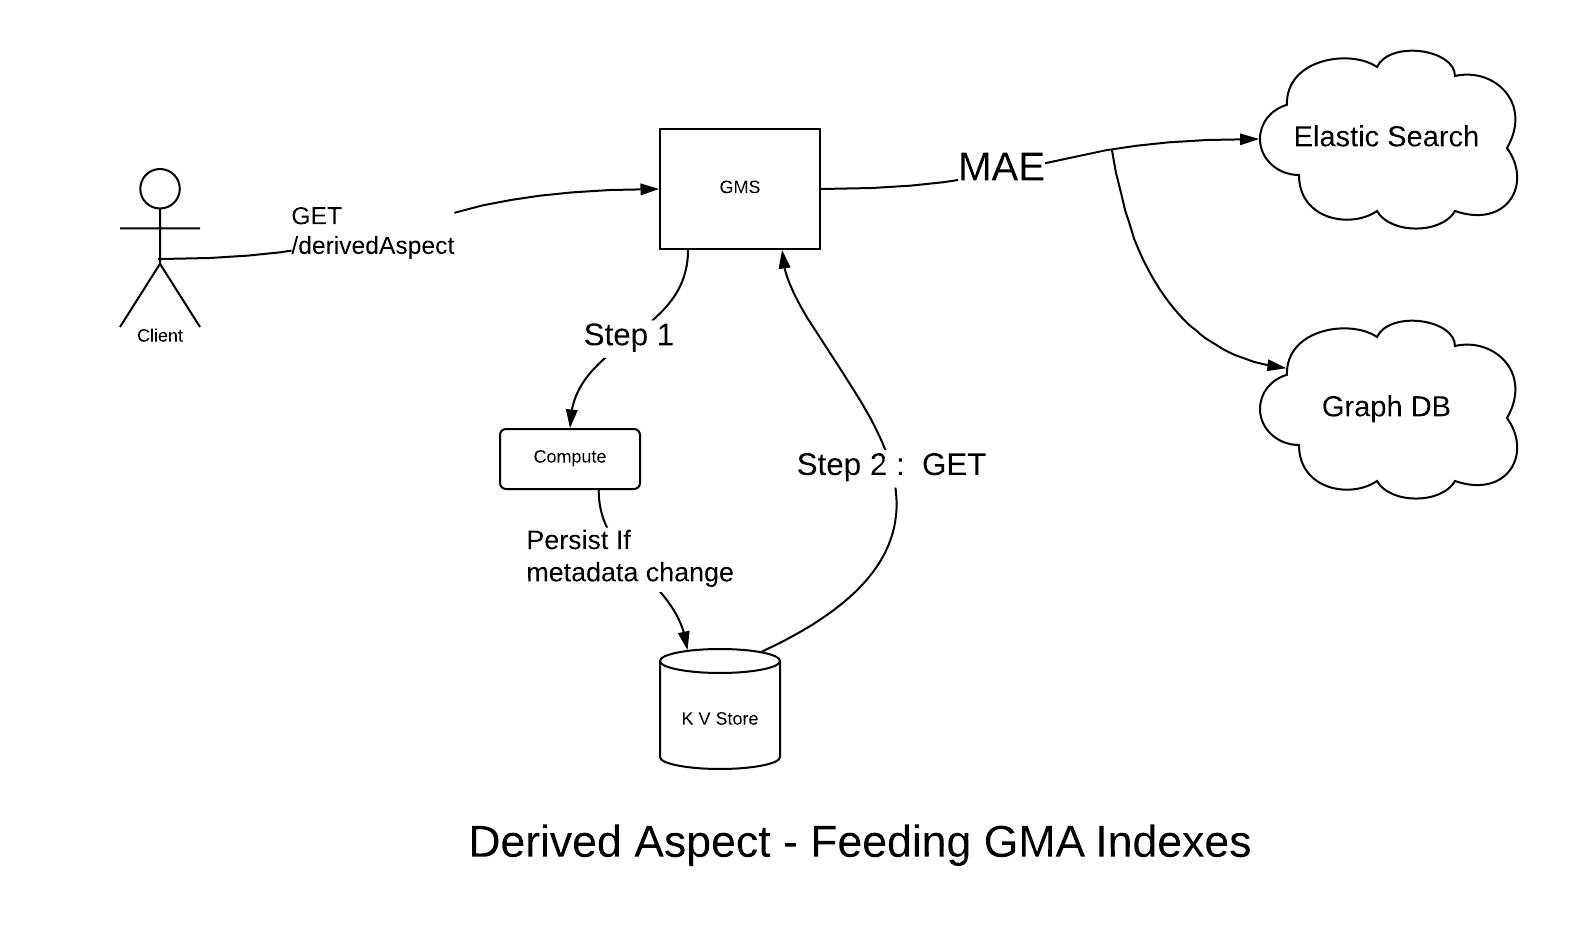 Elastic Search
MAE
GMS
GET
/derivedAspect
Client
Step 1
Graph DB
Compute
Step 2 :  GET
Persist If
metadata change
K V Store
Derived Aspect - Feeding GMA Indexes